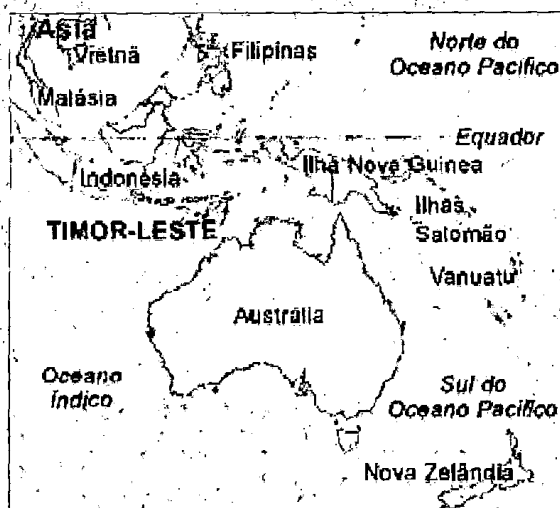 ÁSIA
Vietnã
Filipinas
Norte do
Oceano Pacífico
Malásia
Equador
Indonésia
Ilha Nova Guinea
Ilhas
Salomão
TIMOR-LESTE
Vanuatu
Austrália
Oceano
Índico
Sul do
Oceano Pacífico
Nova Zelândia